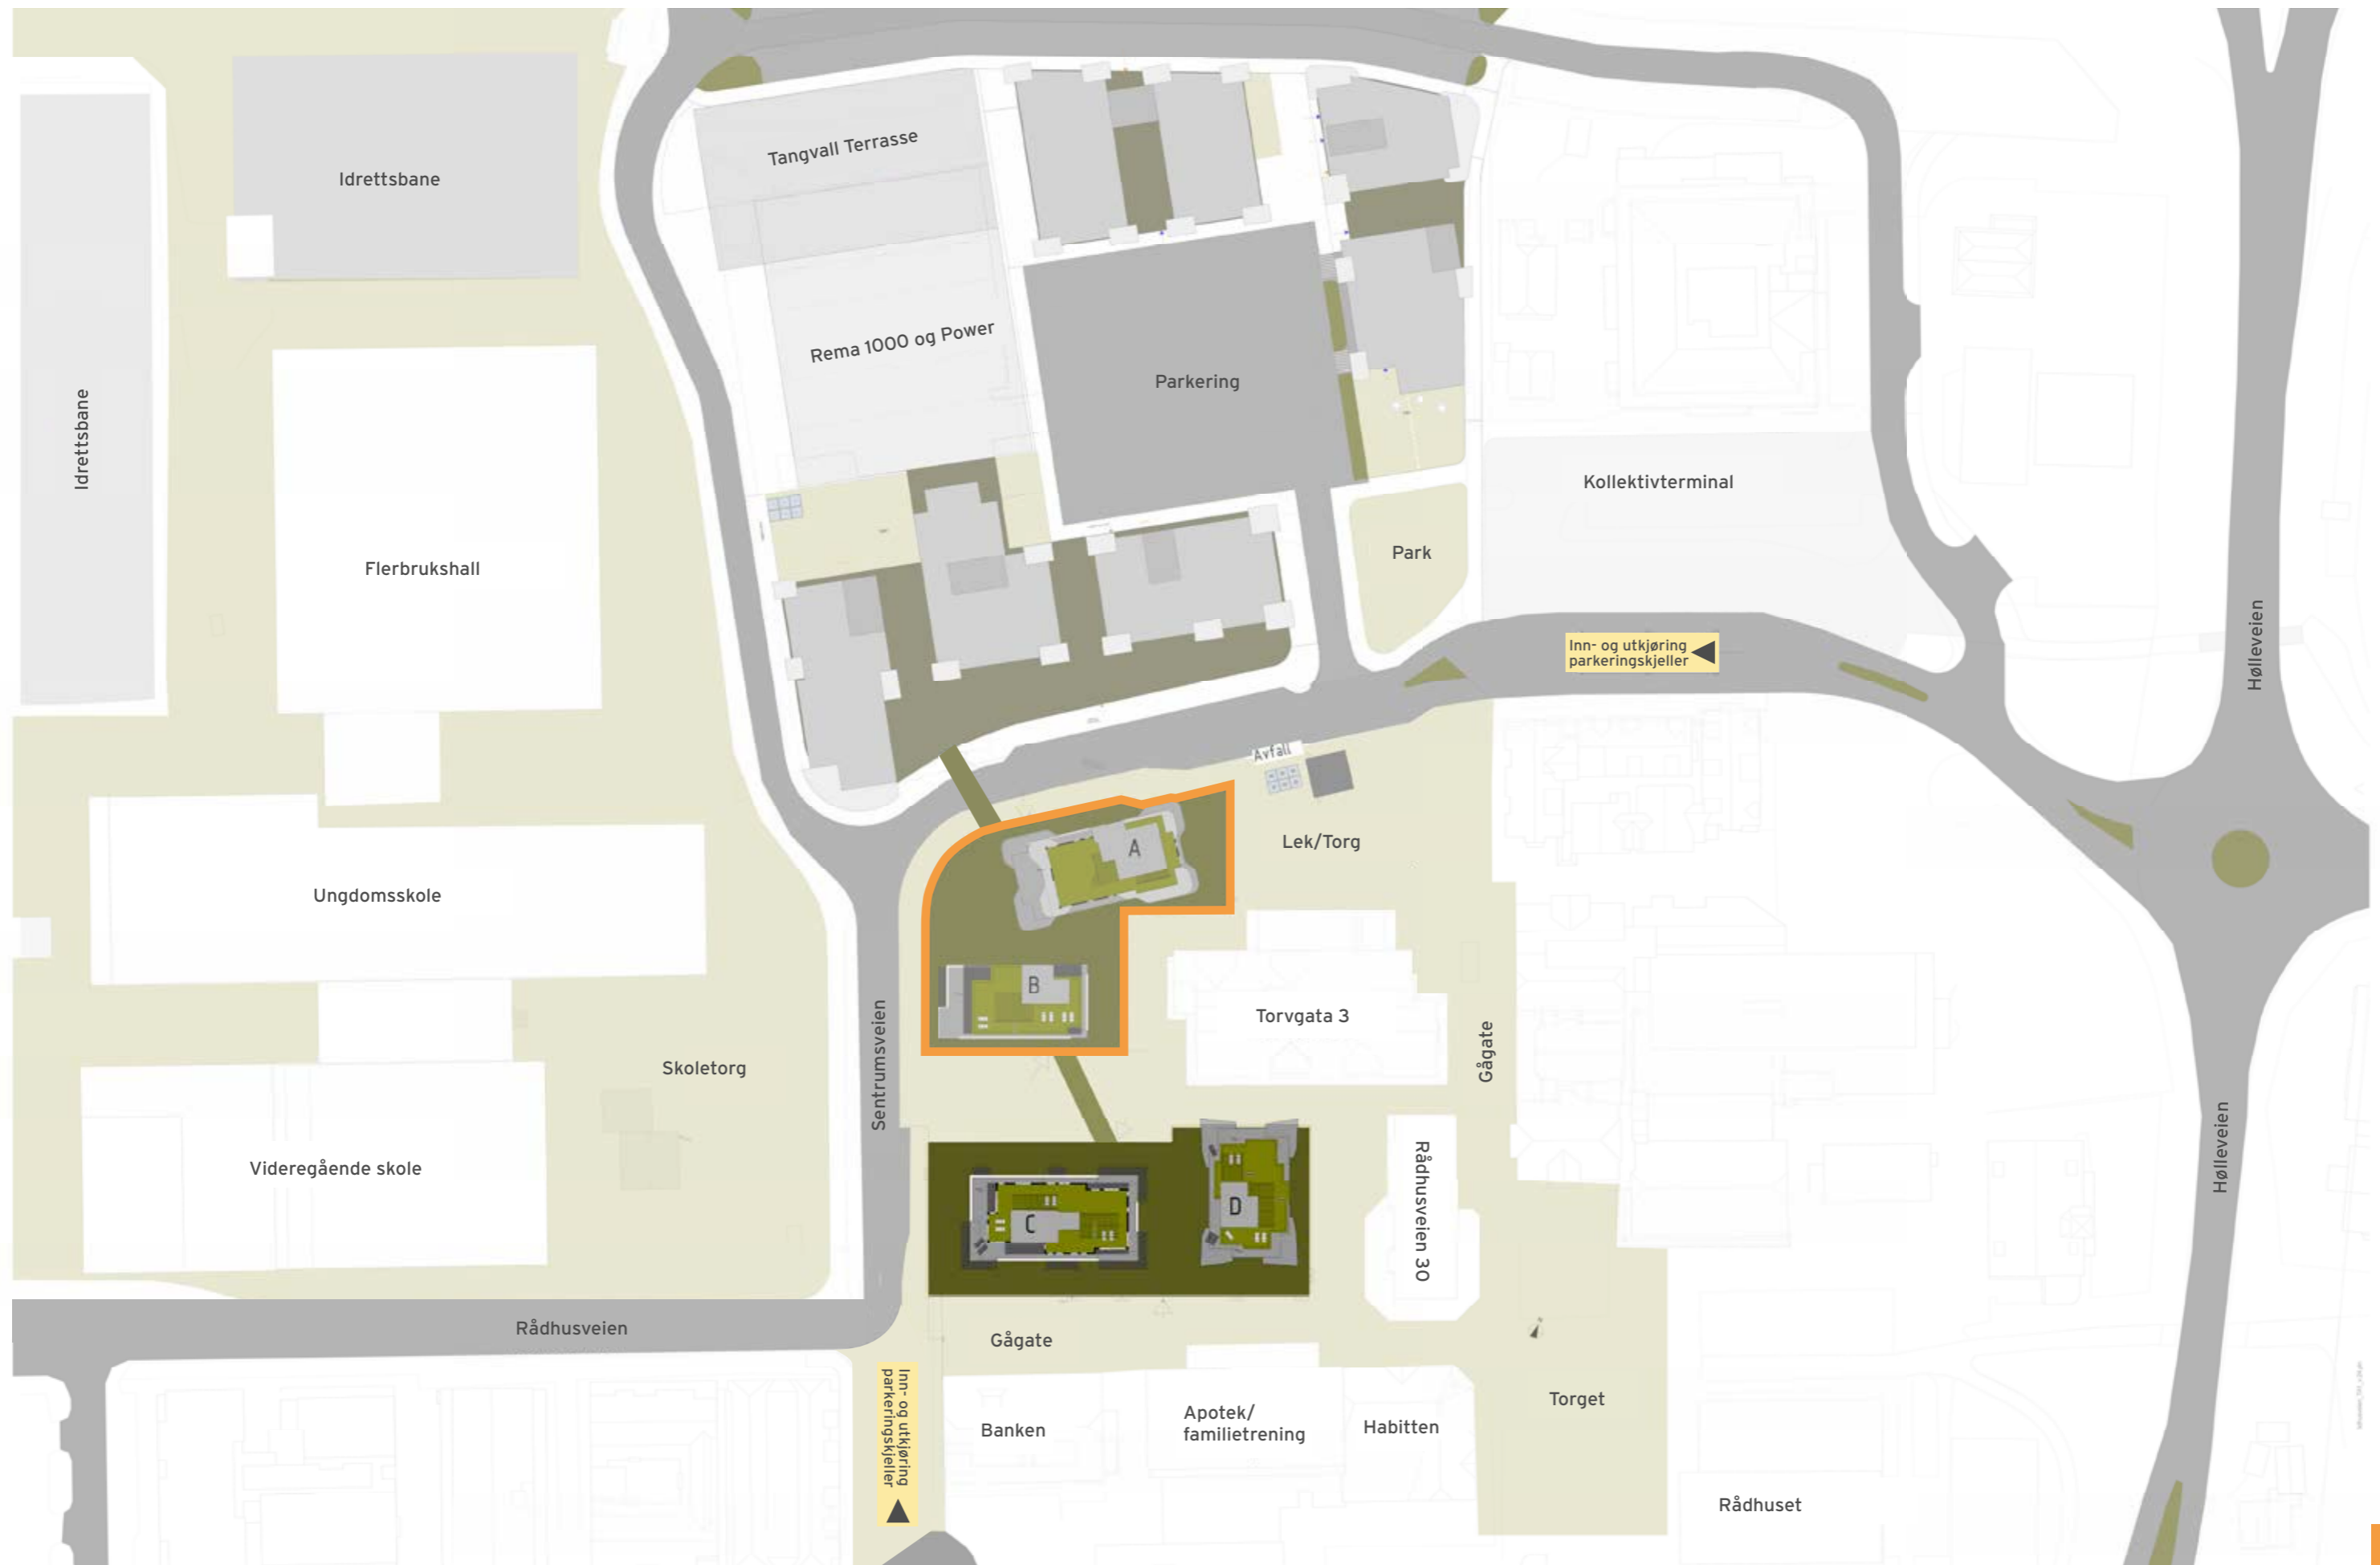 Tangvall Terrasse
Idrettsbane
Rema 1000 og Power
Parkering
Idrettsbane
Kollektivterminal
Park
Flerbrukshall
Inn- og utkjøring
parkeringskjeller
Hølleveien
Avfall
Lek/Torg
A
Ungdomsskole
B
Torvgata 3
Sentrumsveien
Gågate
Skoletorg
Hølleveien
Videregående skole
C
D
Rådhusveien 30
Rådhusveien
Gågate
Inn- og utkjøring
parkeringskjeller
Banken
Apotek/
familietrening
Habitten
Torget
Rådhuset